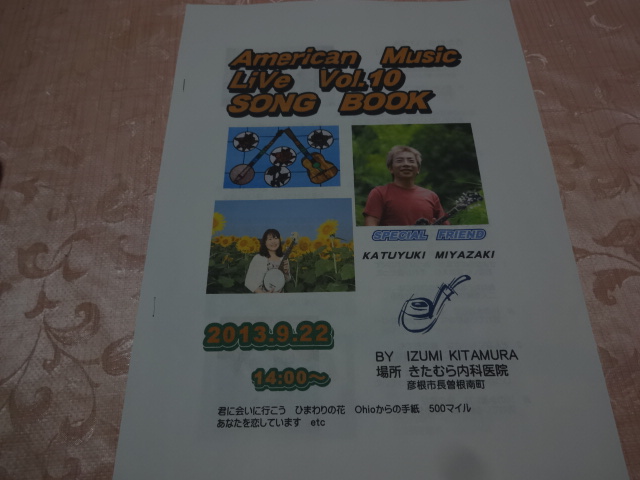 American Music
LiVe Vol.10
SONG BOOK
SPECIAL FRIEND
KATUYUKI MIYAZAKI
2013.9.22
14:00～
BY IZUMI KITAMURA
場所 きたむら内科医院
彦根市長曽根南町
君に会いに行こう ひまわりの花 Ohioからの手紙 500マイル
あなたを恋しています etc